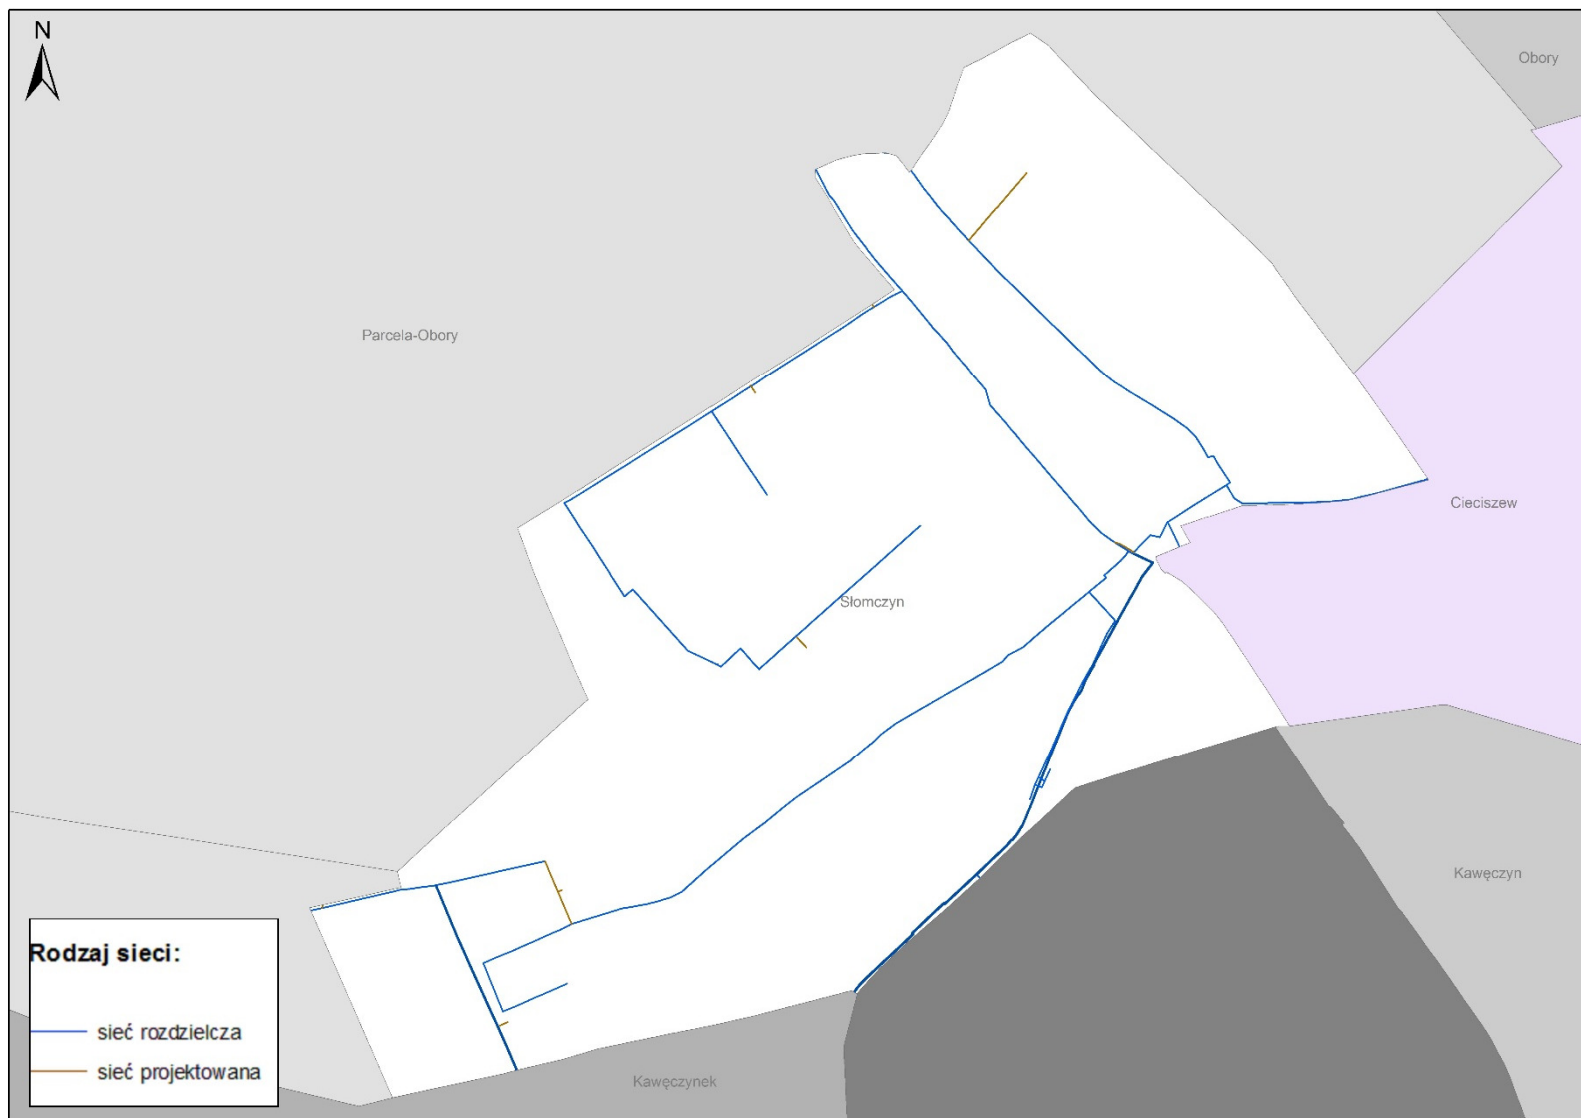 N
Obory
Parcela-Obory
Cieciszew
Słomczyn
Kawęczyn
Rodzaj sieci:
sieć rozdzielcza
sieć projektowana
Kawęczynek